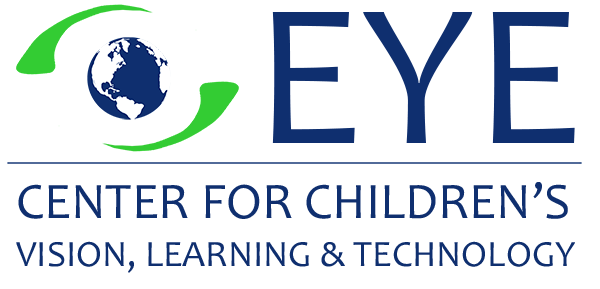 EYE
CENTER FOR CHILDREN'S
VISION, LEARNING & TECHNOLOGY